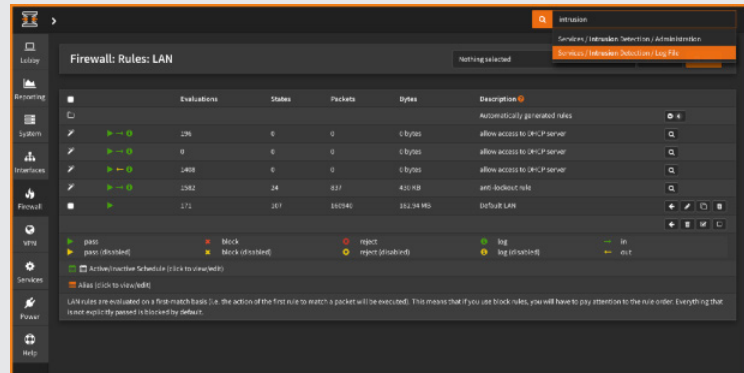 intrusion
Services / Intrusion Detection / Administration
Services / Intrusion Detection / Log File
Lobby
Reporting
System
Interfaces
Firewall
VPN
Services
Power
Help
Firewall: Rules: LAN
Nothing selected
Evaluations States Packets Bytes Description
Automatically generated rules
196 0 0 0 bytes allow access to DHCP server
0 0 0 0 bytes allow access to DHCP server
1408 0 0 0 bytes allow access to DHCP server
1582 24 837 430 KB anti-lockout rule
171 107 160940 162.94 MB Default LAN
pass block reject log in
pass (disabled) block (disabled) reject (disabled) log (disabled) out
Active/Inactive Schedule (click to view/edit)
Alias (click to view/edit)
LAN rules are evaluated on a first-match basis (i.e. the action of the first rule to match a packet will be executed). This means that if you use block rules, you will have to pay attention to the rule order. Everything that
is not explicitly passed is blocked by default.